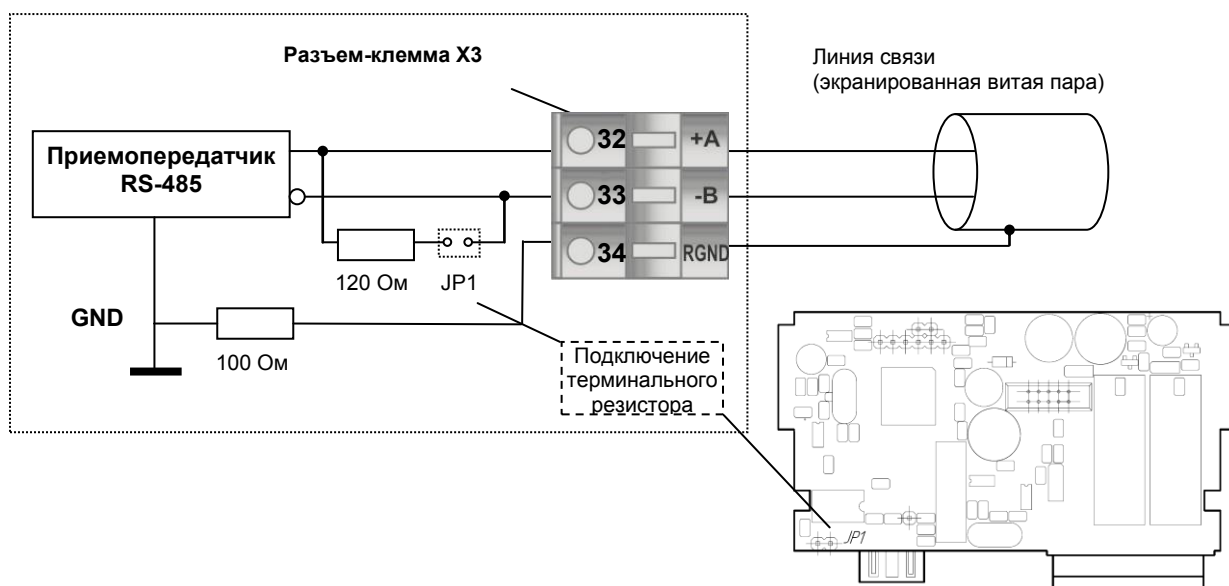 Разъем-клемма X3
Линия связи
(экранированная витая пара)
Приемопередатчик
RS-485
32 +A
33 -B
34 RGND
120 Ом JP1
GND
100 Ом
Подключение
терминального
резистора
JP1